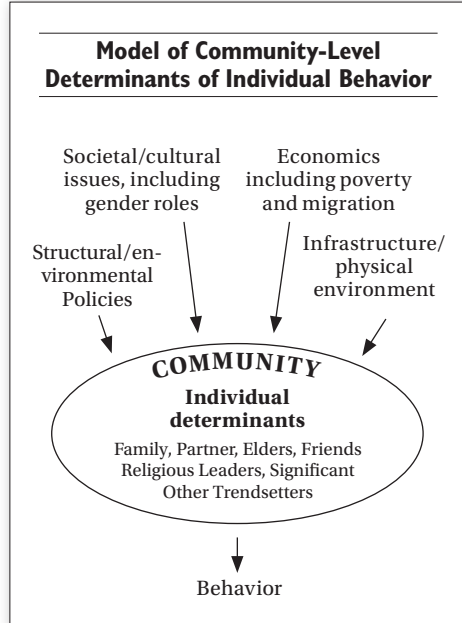 Model of Community-Level
Determinants of Individual Behavior
Societal/cultural
issues, including
gender roles
Economics
including poverty
and migration
Structural/en-
vironmental
Policies
Infrastructure/
physical
environment
COMMUNITY
Individual
determinants
Family, Partner, Elders, Friends
Religious Leaders, Significant
Other Trendsetters
Behavior